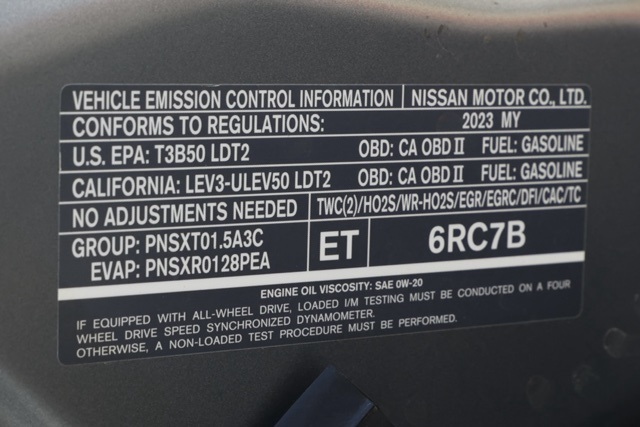 VEHICLE EMISSION CONTROL INFORMATION | NISSAN MOTOR CO., LTD.
CONFORMS TO REGULATIONS: 2023 MY
U.S. EPA: T3B50 LDT2 OBD: CA OBD II FUEL: GASOLINE
CALIFORNIA: LEV3-ULEV50 LDT2 OBD: CA OBD II FUEL: GASOLINE
NO ADJUSTMENTS NEEDED TWC(2)/HO2S/WR-HO2S/EGR/EGRC/DFI/CAC/TC
GROUP: PNSXT01.5A3C
EVAP: PNSXR0128PEA
ET
6RC7B
ENGINE OIL VISCOSITY: SAE 0W-20
IF EQUIPPED WITH ALL-WHEEL DRIVE, LOADED I/M TESTING MUST BE CONDUCTED ON A FOUR
WHEEL DRIVE SPEED SYNCHRONIZED DYNAMOMETER.
OTHERWISE, A NON-LOADED TEST PROCEDURE MUST BE PERFORMED.